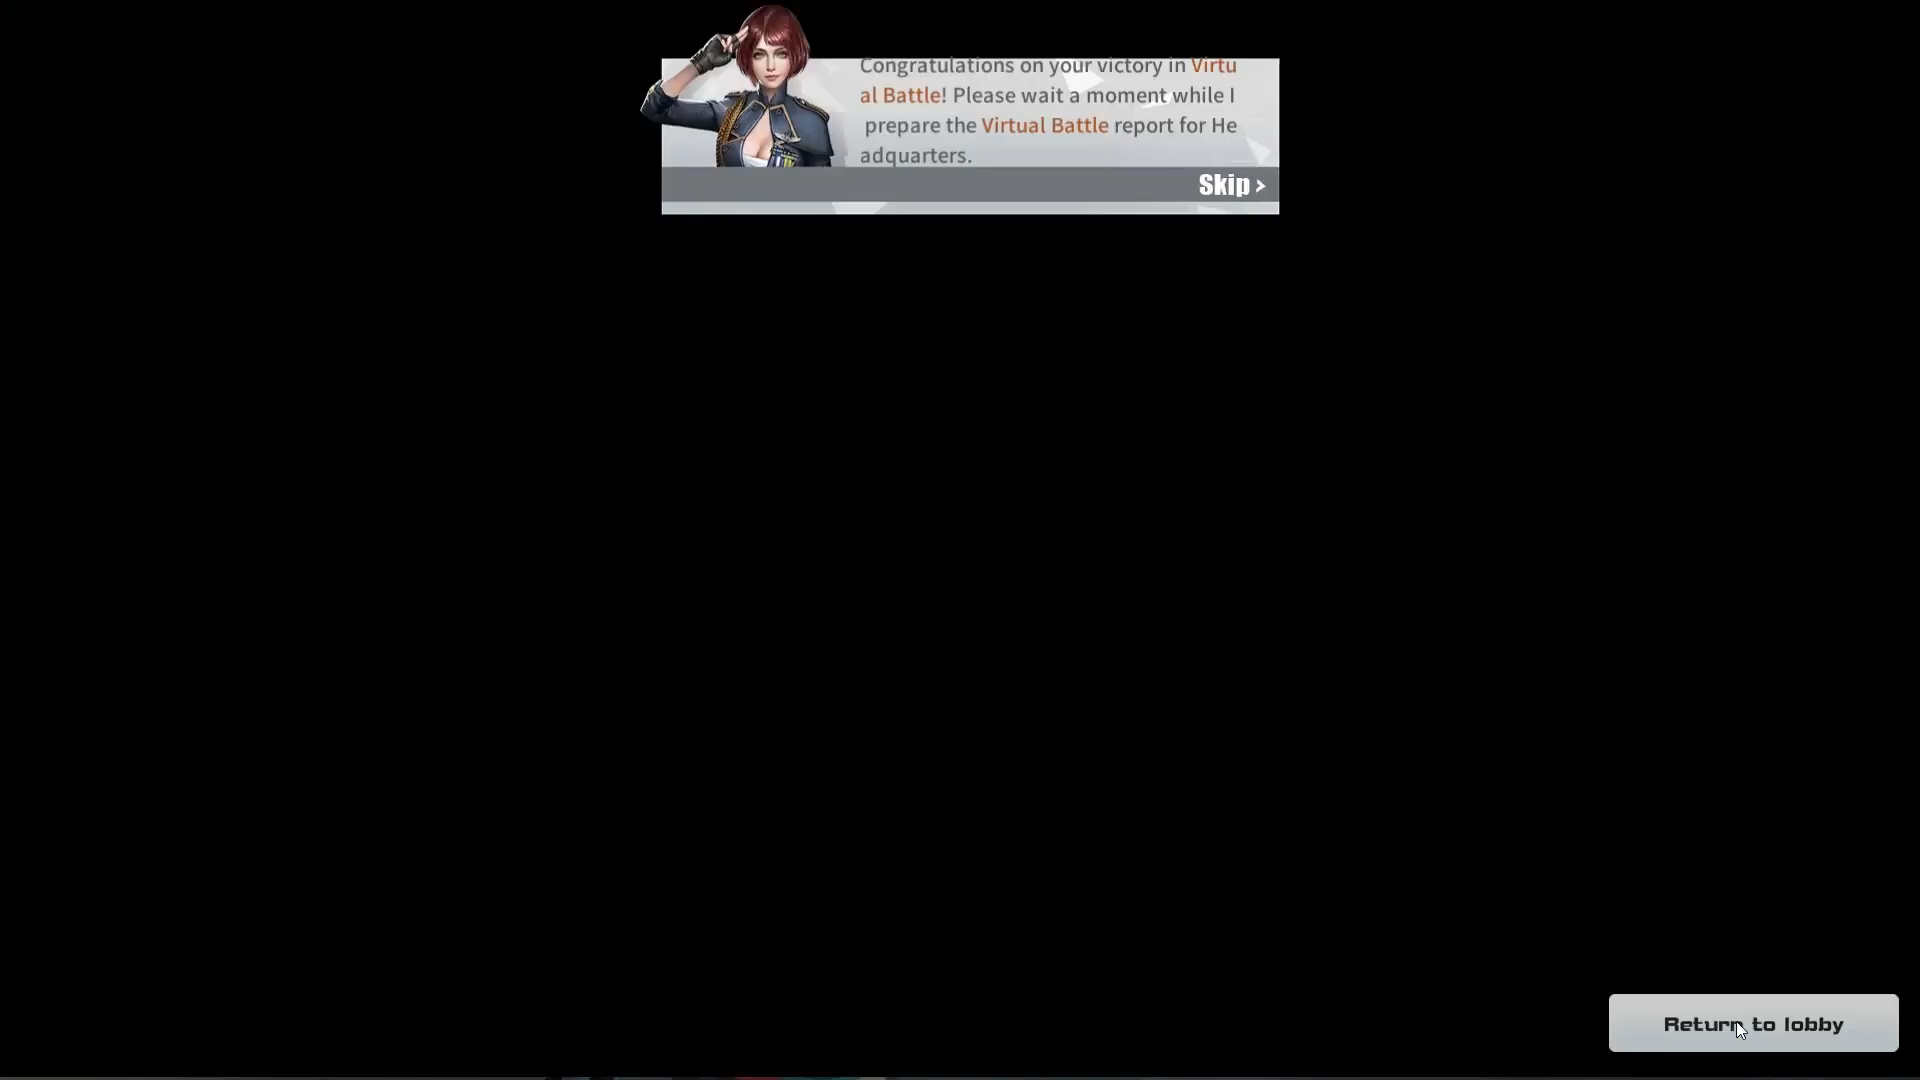 Congratulations on your victory in Virtu
al Battle! Please wait a moment while I
prepare the Virtual Battle report for He
adquarters.
Skip >
Return to lobby